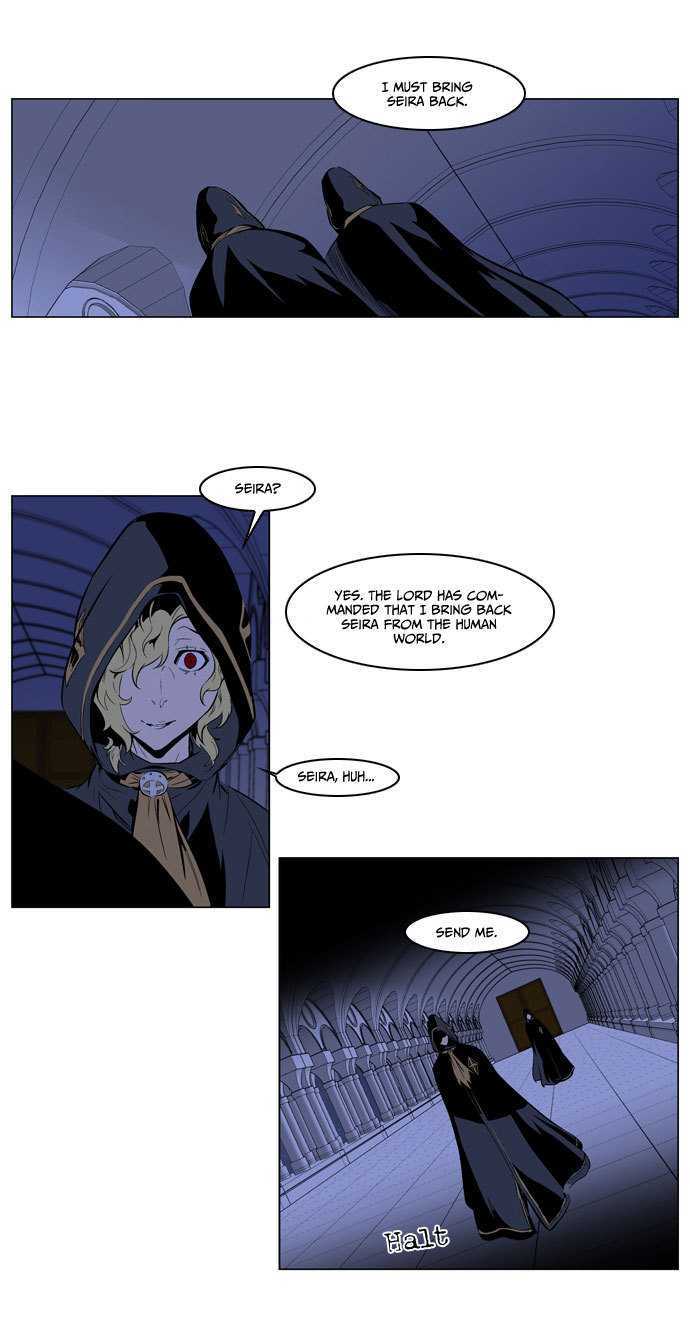 I MUST BRING
SEIRA BACK.
SEIRA?
YES. THE LORD HAS COM-
MANDED THAT I BRING BACK
SEIRA FROM THE HUMAN
WORLD.
SEIRA, HUH...
SEND ME.
Halt